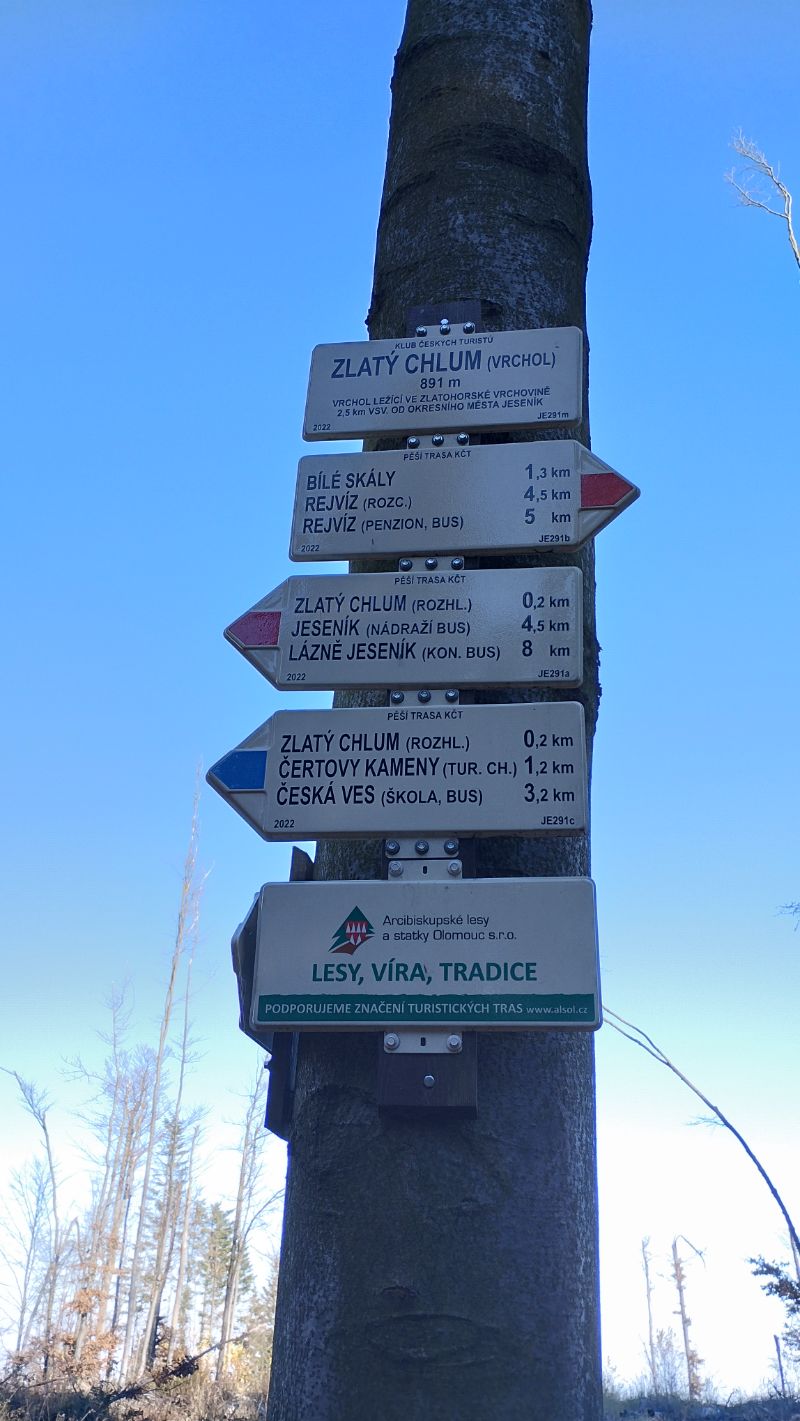 KLUB ČESKÝCH TURISTŮ
ZLATÝ CHLUM (VRCHOL)
891 m
VRCHOL LEŽÍCÍ VE ZLATOHORSKÉ VRCHOVINĚ
2,5 km VSV. OD OKRESNÍHO MĚSTA JESENÍK
2022 JE291m
PĚŠÍ TRASA KČT
BÍLÉ SKÁLY 1,3 km
REJVÍZ (ROZC.) 4,5 km
REJVÍZ (PENZION, BUS) 5 km
2022 JE291b
PĚŠÍ TRASA KČT
ZLATÝ CHLUM (ROZHL.) 0,2 km
JESENÍK (NÁDRAŽÍ BUS) 4,5 km
LÁZNĚ JESENÍK (KON. BUS) 8 km
2022 JE291a
PĚŠÍ TRASA KČT
ZLATÝ CHLUM (ROZHL.) 0,2 km
ČERTOVY KAMENY (TUR. CH.) 1,2 km
ČESKÁ VES (ŠKOLA, BUS) 3,2 km
2022 JE291c
Arcibiskupské lesy
a statky Olomouc s.r.o.
LESY, VÍRA, TRADICE
PODPORUJEME ZNAČENÍ TURISTICKÝCH TRAS www.alsol.cz